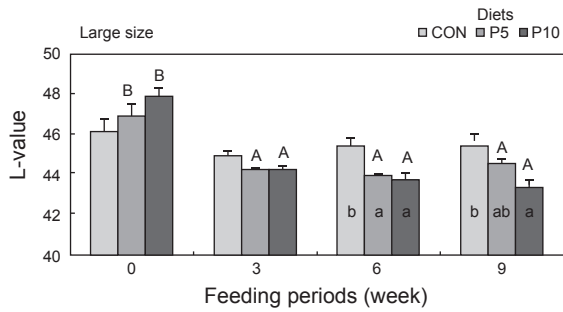 Diets
Large size
CON P5 P10
50
48
46
44
42
40
L-value
B B
A A
A A
A A
b a a
b ab a
0 3 6 9
Feeding periods (week)